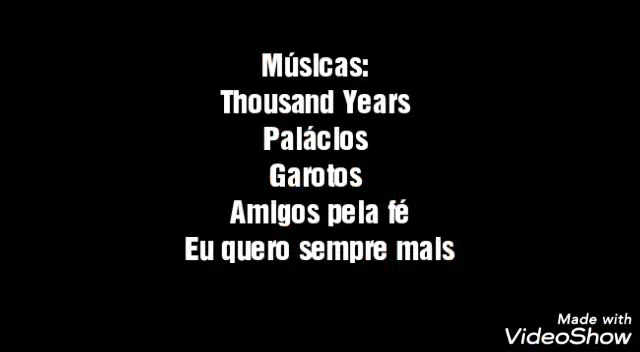 Músicas:
Thousand Years
Palácios
Garotos
Amigos pela fé
Eu quero sempre mais
Made with
VideoShow